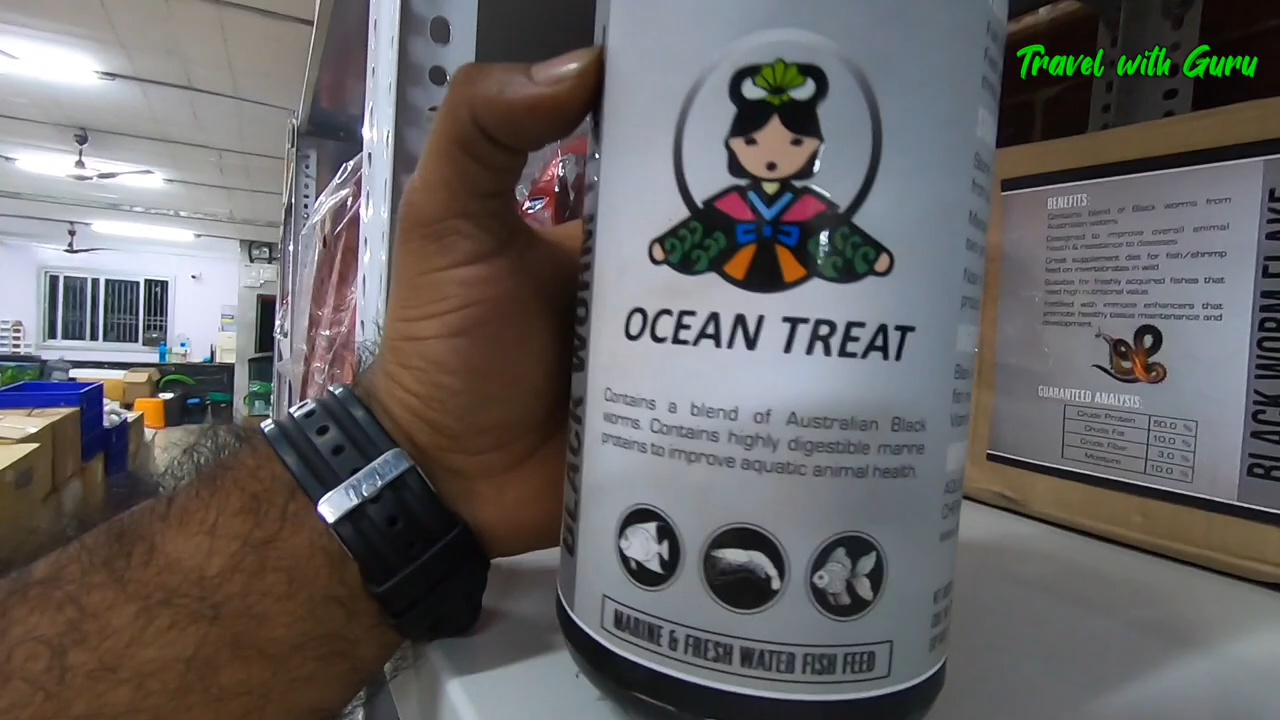 Travel with Guru
OCEAN TREAT
Contains a blend of Australian Black
worms. Contains highly digestible marine
proteins to improve aquatic animal health.
MARINE & FRESH WATER FISH FEED
BLACK WORM
BENEFITS:
Contains blend of Black worms from
Australian waters
Designed to improve overall animal
health & resistance to diseases
Great supplement diet for fish/shrimp
feed on invertebrates in wild
Suitable for freshly acquired fishes that
need high nutritional value
Fortified with immune enhancers that
promote healthy tissue maintenance and
development
GUARANTEED ANALYSIS:
Crude Protein 50.0 %
Crude Fat 10.0 %
Crude Fiber 3.0 %
Moisture 10.0 %
BLACK WORM FLAKE